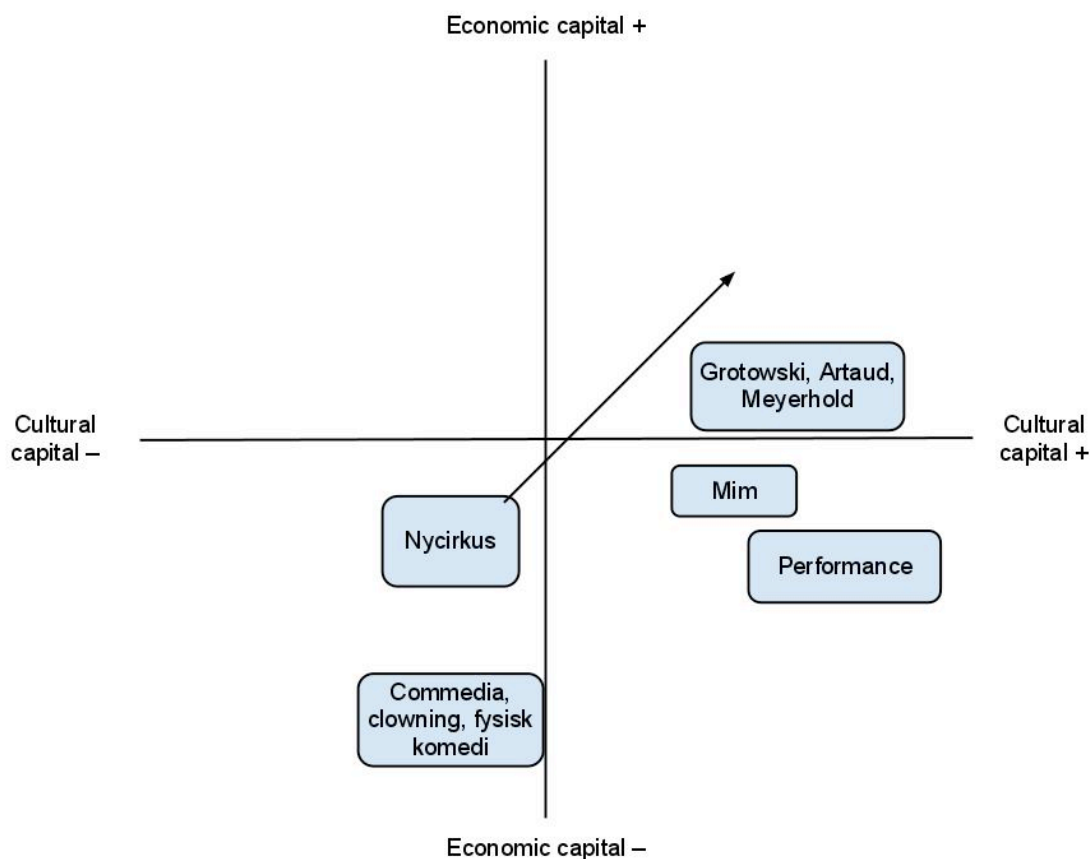 Economic capital +
Grotowski, Artaud,
Meyerhold
Cultural
capital –
Cultural
capital +
Mim
Nycirkus
Performance
Commedia,
clowning, fysisk
komedi
Economic capital –